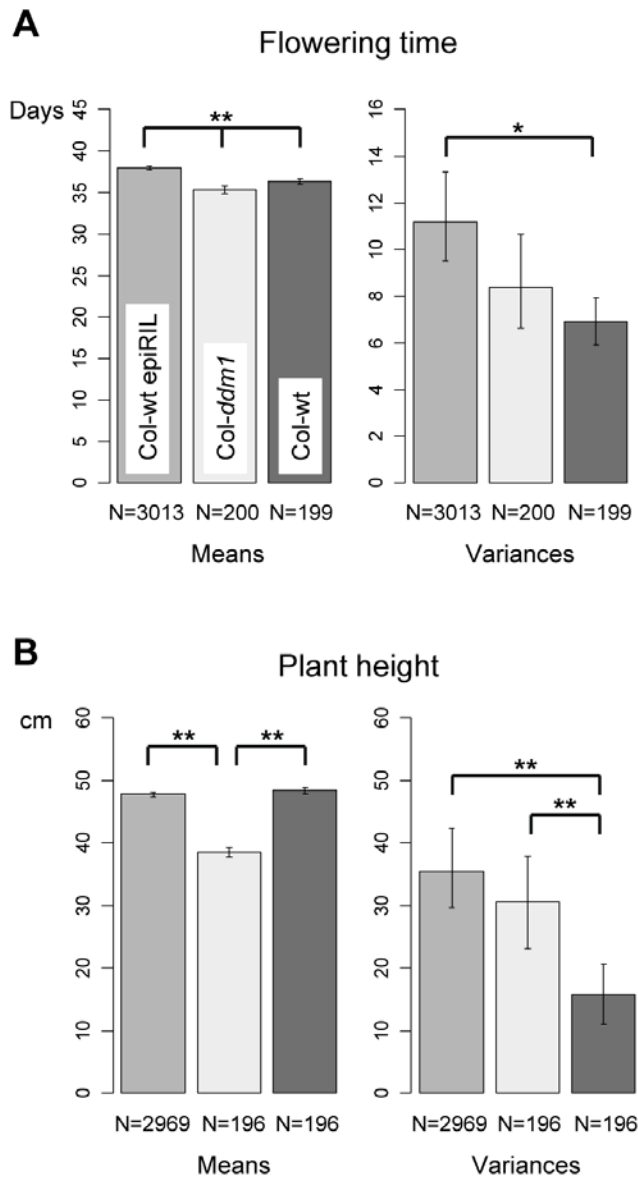 A
Flowering time
Days
45
40
35
30
25
20
15
10
5
0
**
Col-wt epiRIL
Col-ddm1
Col-wt
N=3013 N=200 N=199
Means
16
14
12
10
8
6
4
2
0
*
N=3013 N=200 N=199
Variances
B
Plant height
cm
60
50
40
30
20
10
0
** **
N=2969 N=196 N=196
Means
60
50
40
30
20
10
0
**
**
N=2969 N=196 N=196
Variances